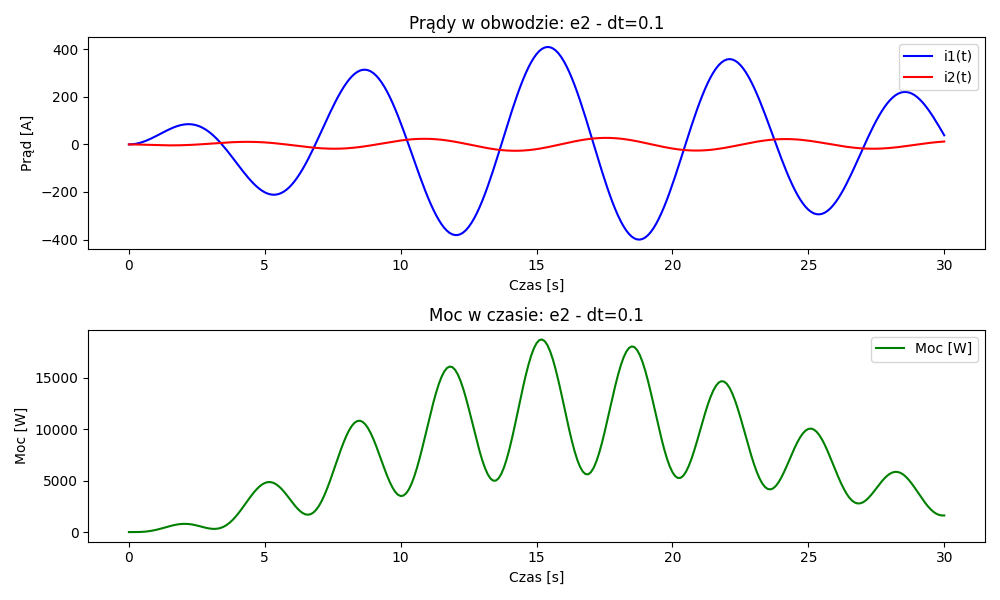 Prądy w obwodzie: e2 - dt=0.1
400
200
0
−200
−400
Prąd [A]
i1(t)
i2(t)
0 5 10 15 20 25 30
Czas [s]
Moc w czasie: e2 - dt=0.1
15000
10000
5000
0
Moc [W]
Moc [W]
0 5 10 15 20 25 30
Czas [s]